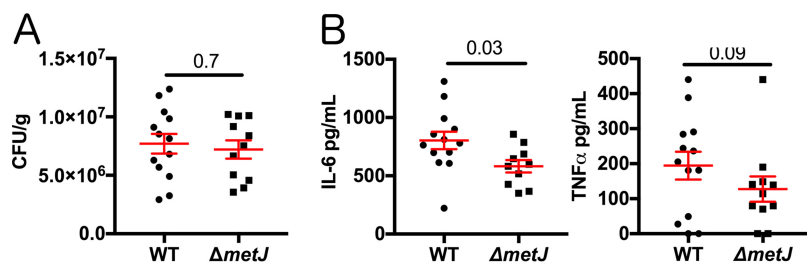 A
B
CFU/g
1.5×10⁷
1.0×10⁷
5.0×10⁶
0.0
0.7
WT
ΔmetJ
IL-6 pg/mL
1500
1000
500
0
0.03
WT
ΔmetJ
TNFα pg/mL
500
400
300
200
100
0
0.09
WT
ΔmetJ